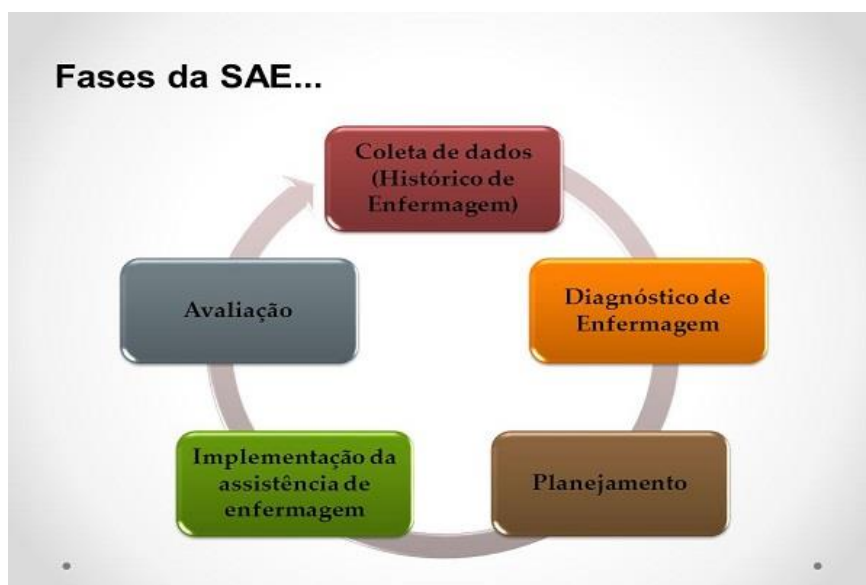 Fases da SAE...
Coleta de dados
(Histórico de
Enfermagem)
Diagnóstico de
Enfermagem
Planejamento
Implementação da
assistência de
enfermagem
Avaliação